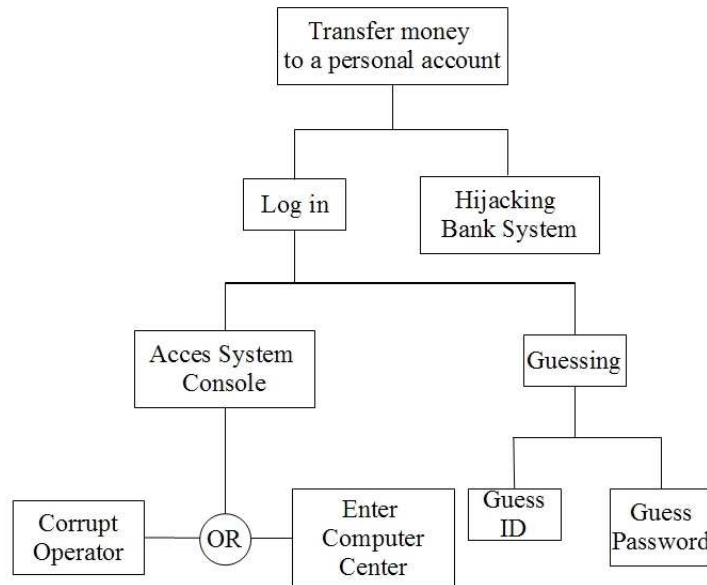 Transfer money
to a personal account
Log in
Hijacking
Bank System
Acces System
Console
Guessing
Corrupt
Operator
OR
Enter
Computer
Center
Guess
ID
Guess
Password